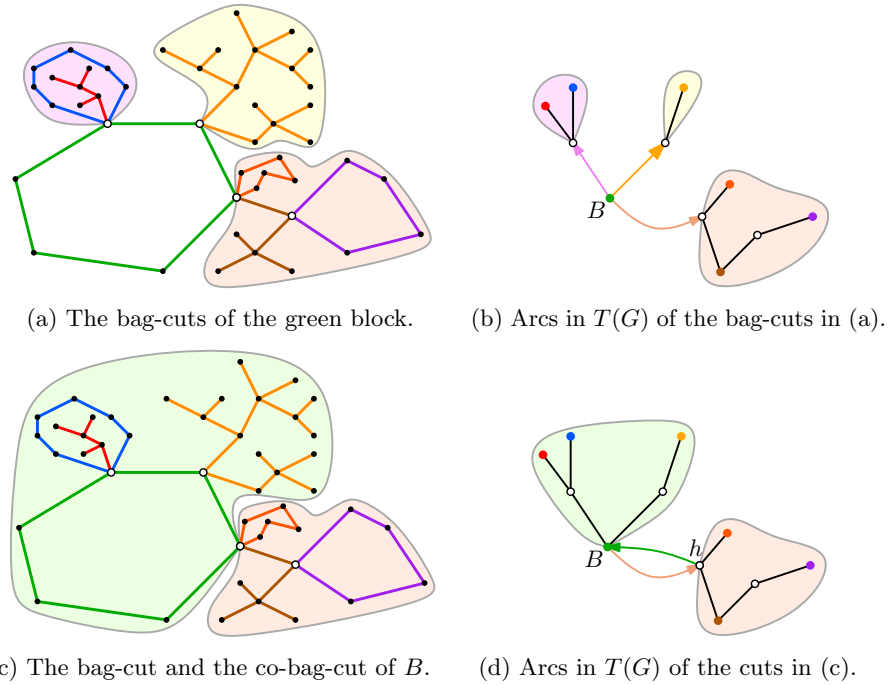 B
(a) The bag-cuts of the green block.
(b) Arcs in T(G) of the bag-cuts in (a).
h
B
c) The bag-cut and the co-bag-cut of B.
(d) Arcs in T(G) of the cuts in (c).